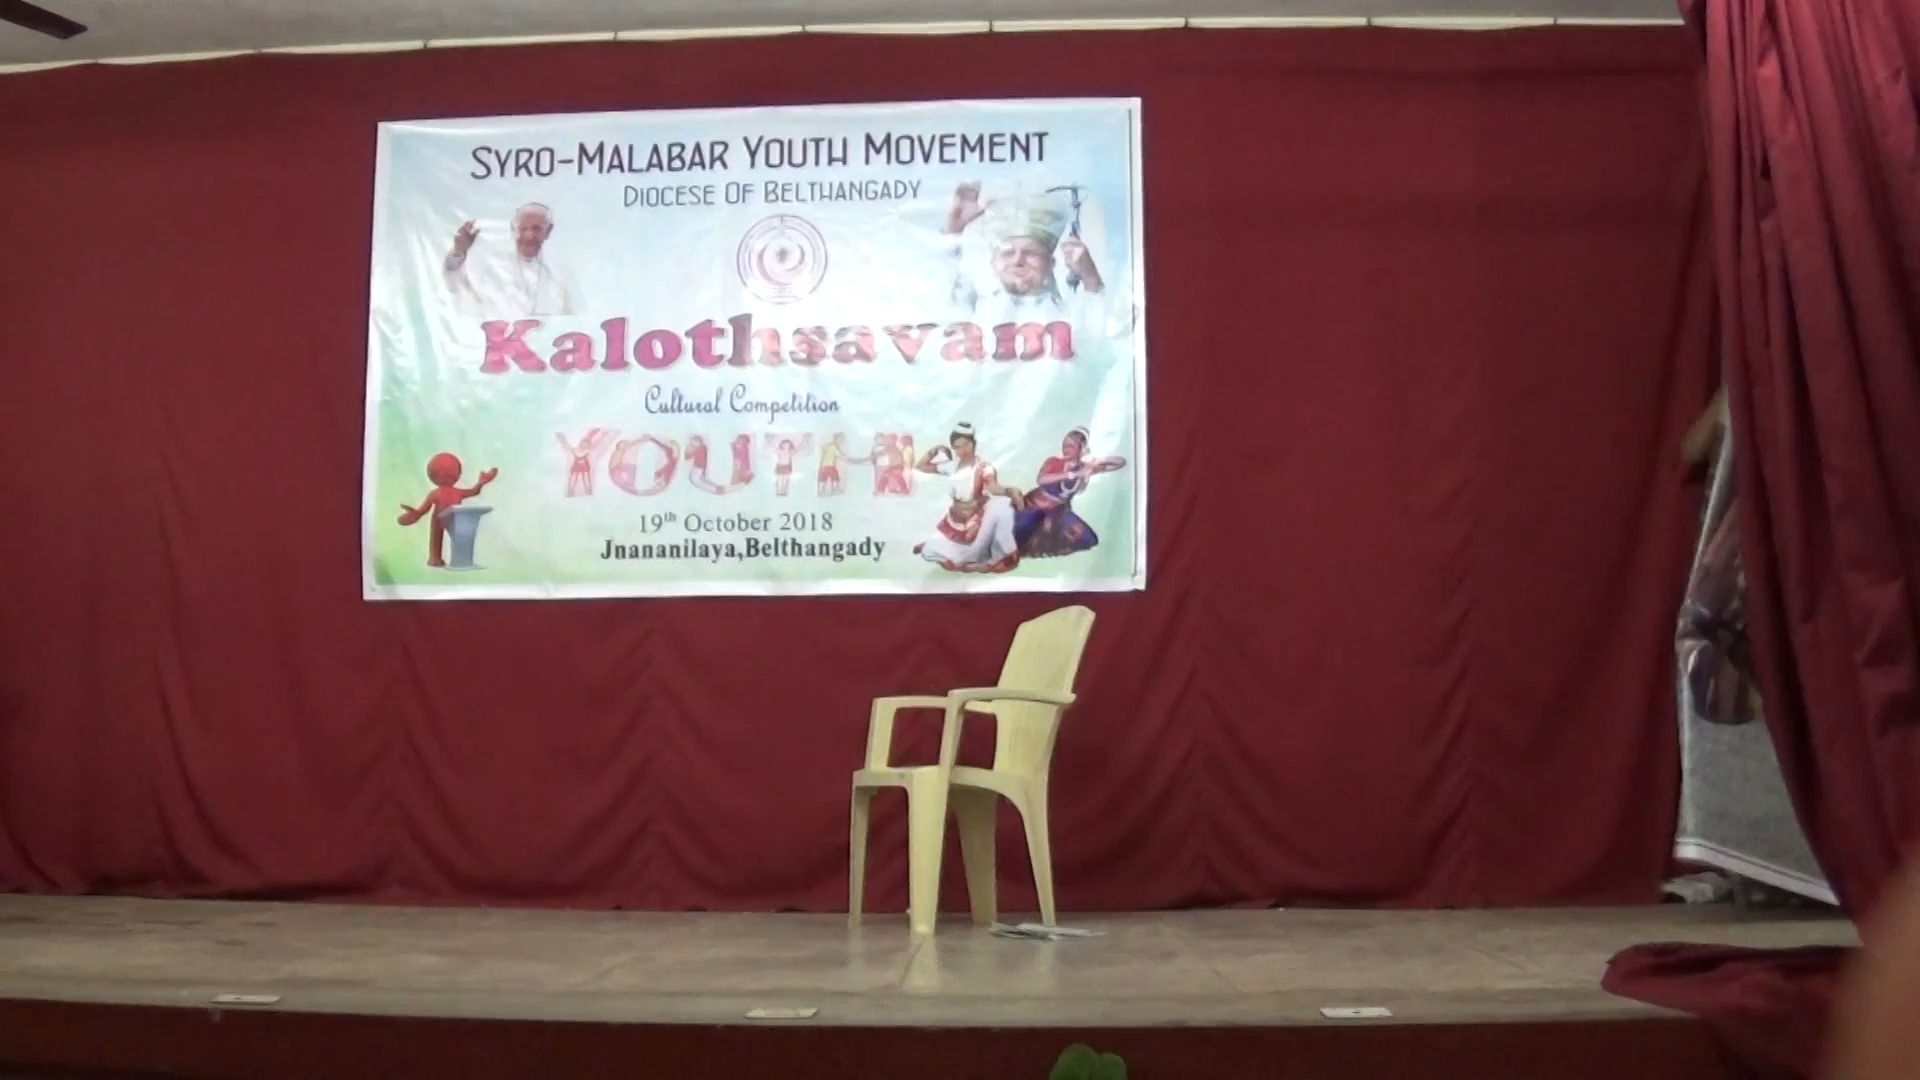 SYRO-MALABAR YOUTH MOVEMENT
DIOCESE OF BELTHANGADY
Kalothsavam
Cultural Competition
YOUTH
19th October 2018
Jnananilaya,Belthangady